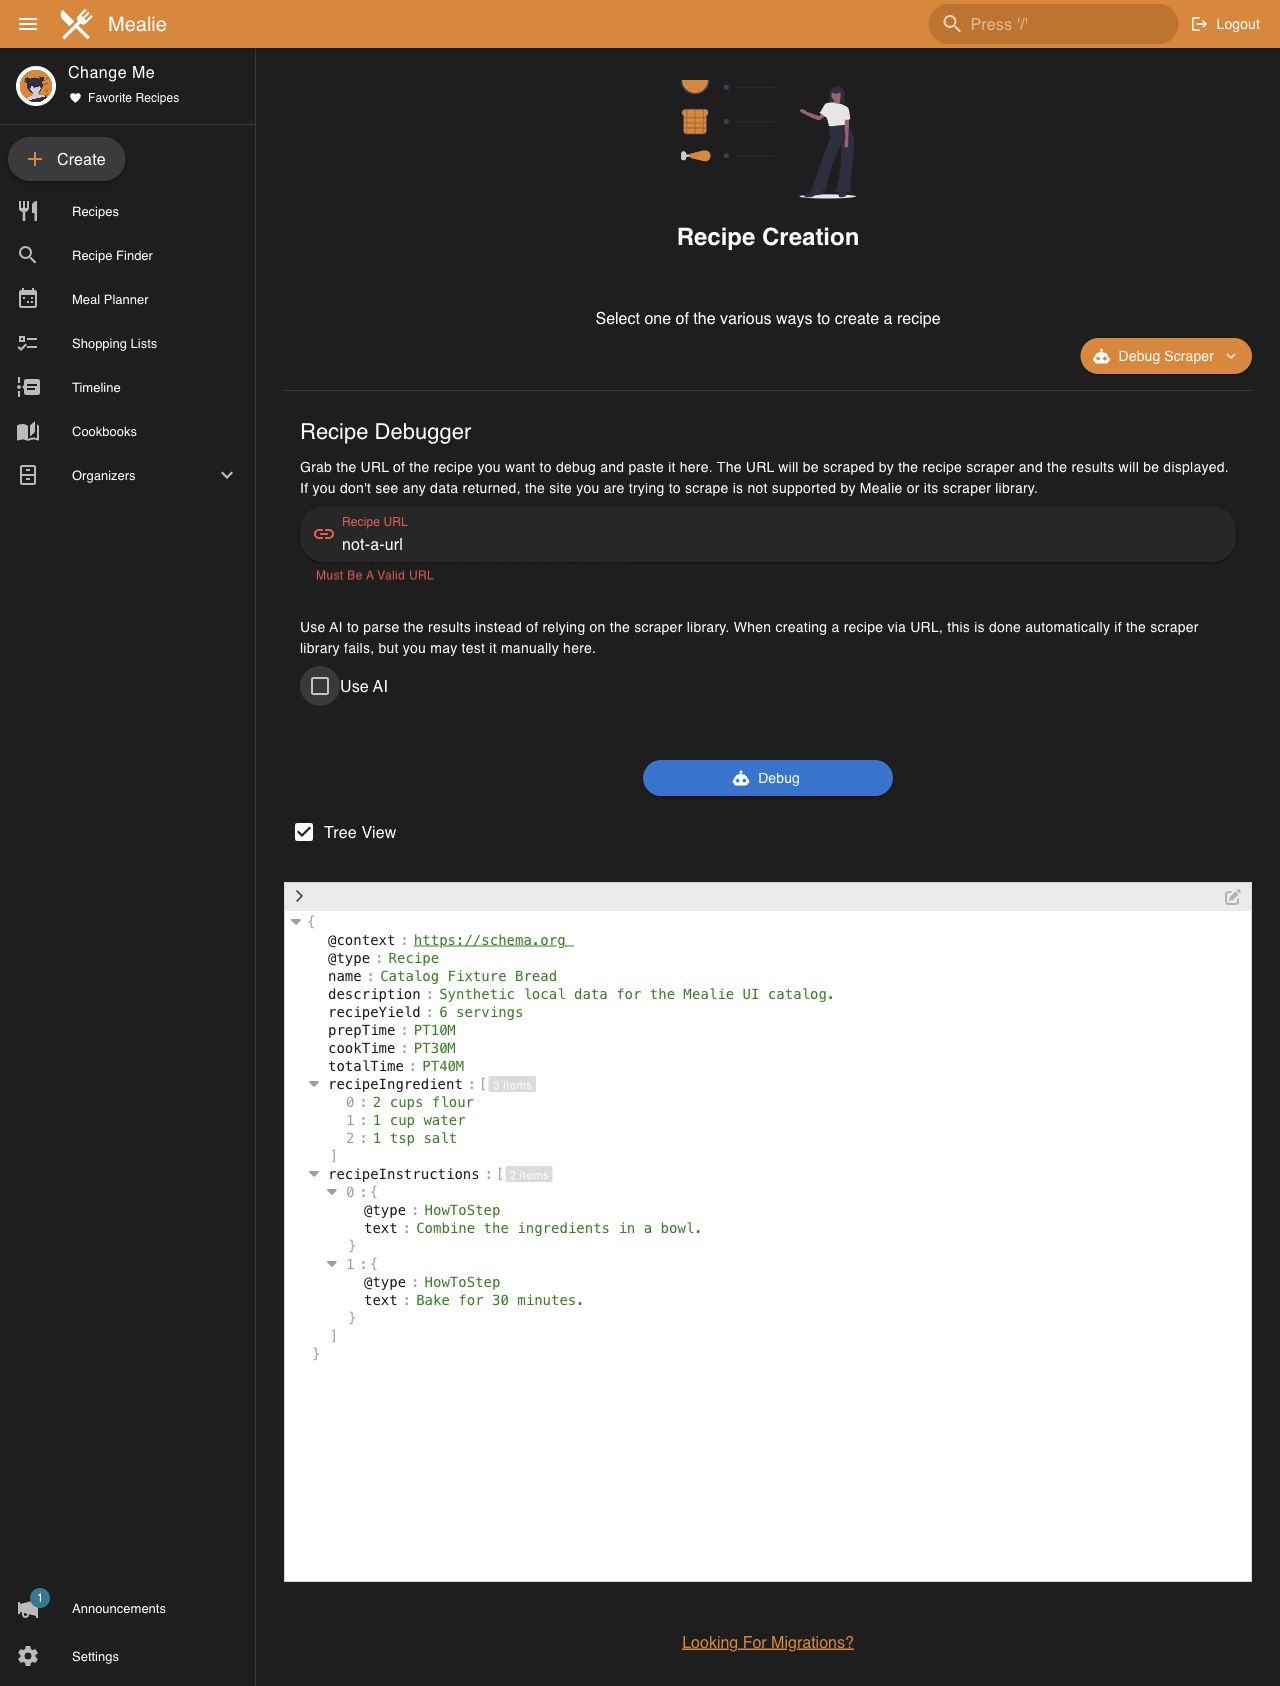 Mealie
Press '/'
Logout
Change Me
Favorite Recipes
Create
Recipes
Recipe Finder
Meal Planner
Shopping Lists
Timeline
Cookbooks
Organizers
1
Announcements
Settings
Recipe Creation
Select one of the various ways to create a recipe
Debug Scraper
Recipe Debugger
Grab the URL of the recipe you want to debug and paste it here. The URL will be scraped by the recipe scraper and the results will be displayed.
If you don't see any data returned, the site you are trying to scrape is not supported by Mealie or its scraper library.
Recipe URL
not-a-url
Must Be A Valid URL
Use AI to parse the results instead of relying on the scraper library. When creating a recipe via URL, this is done automatically if the scraper
library fails, but you may test it manually here.
Use AI
Debug
Tree View
{
@context : https://schema.org
@type : Recipe
name : Catalog Fixture Bread
description : Synthetic local data for the Mealie UI catalog.
recipeYield : 6 servings
prepTime : PT10M
cookTime : PT30M
totalTime : PT40M
recipeIngredient : [ 3 items
0 : 2 cups flour
1 : 1 cup water
2 : 1 tsp salt
]
recipeInstructions : [ 2 items
0 : {
@type : HowToStep
text : Combine the ingredients in a bowl.
}
1 : {
@type : HowToStep
text : Bake for 30 minutes.
}
]
}
Looking For Migrations?